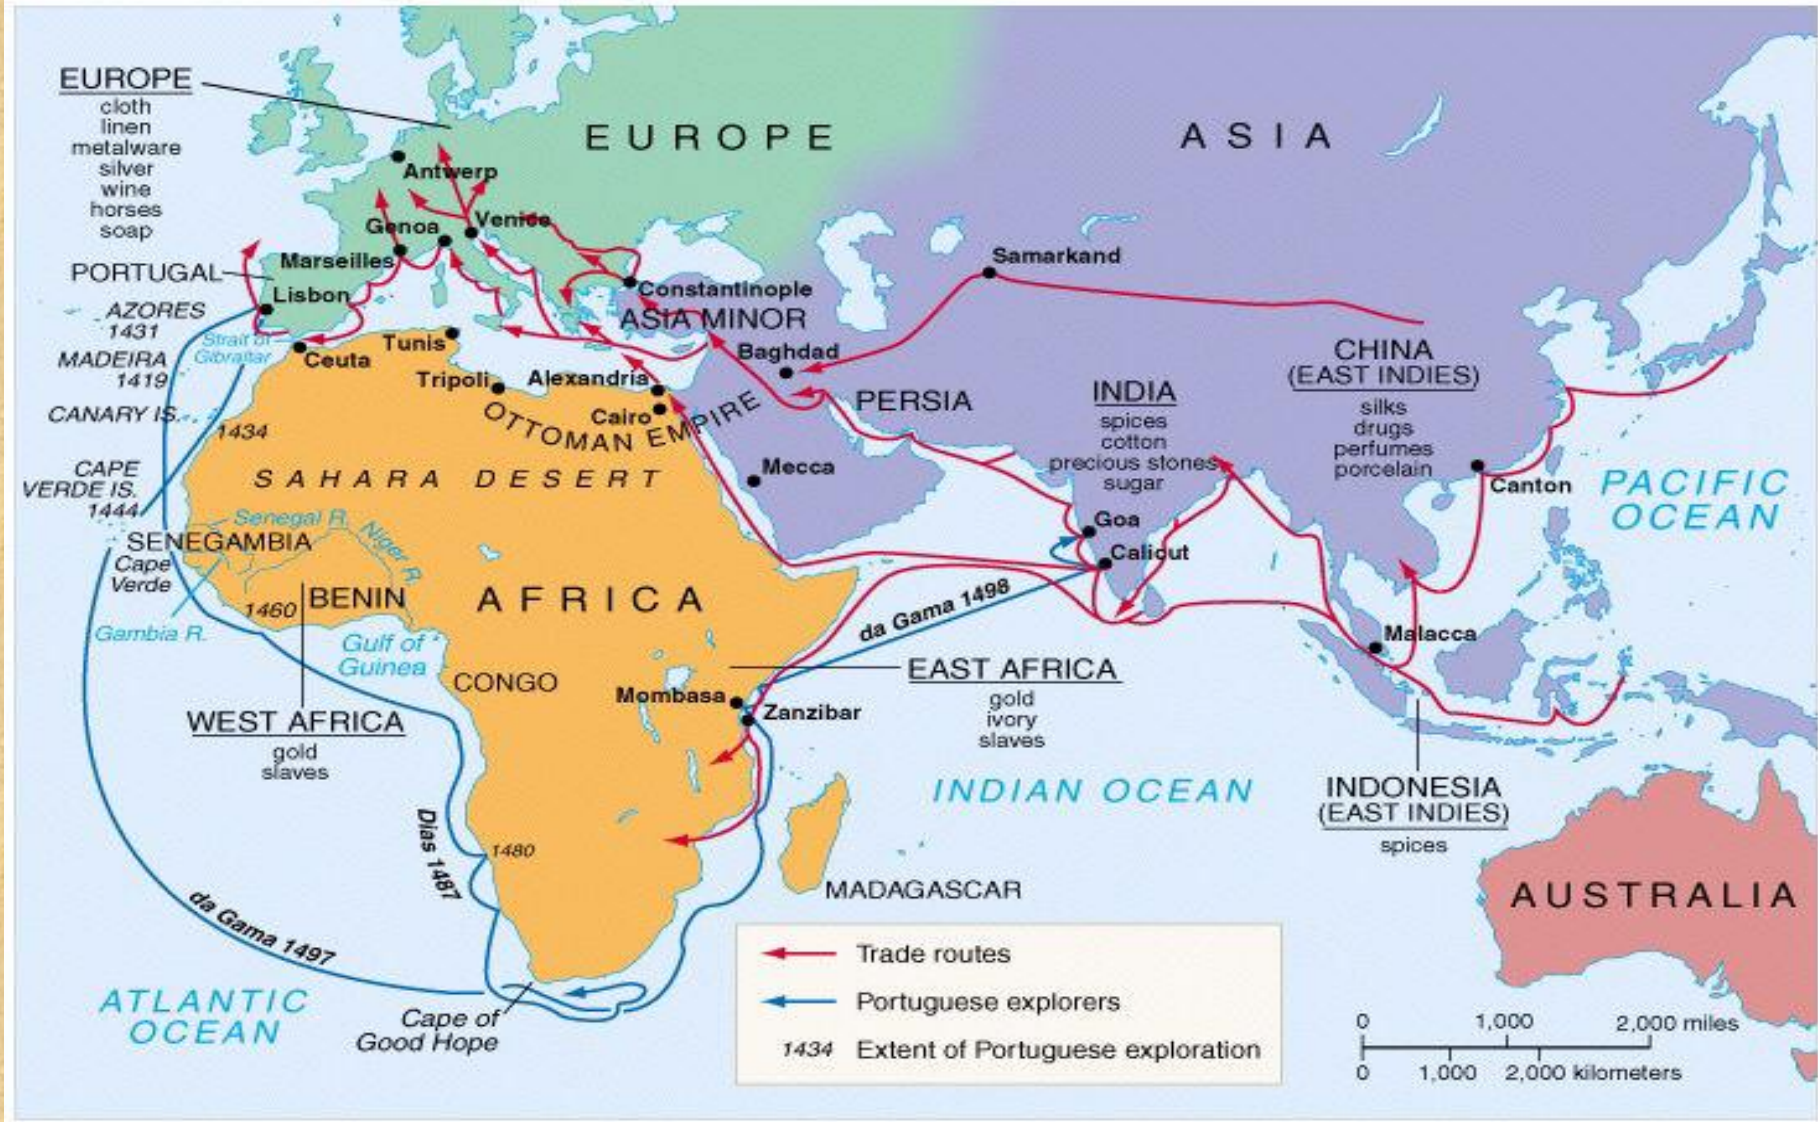 EUROPE
cloth
linen
metalware
silver
wine
horses
soap
EUROPE
ASIA
Antwerp
Genoa
Venice
Marseilles
PORTUGAL
Lisbon
AZORES
1431
Strait of
Gibraltar
MADEIRA
1419
Ceuta
Tunis
Tripoli
Alexandria
Cairo
Constantinople
ASIA MINOR
Samarkand
Baghdad
PERSIA
OTTOMAN EMPIRE
Mecca
CANARY IS.
1434
SAHARA DESERT
CAPE
VERDE IS.
1444
Senegal R.
Niger R.
SENEGAMBIA
Cape
Verde
Gambia R.
1460
BENIN
AFRICA
Gulf of
Guinea
CONGO
WEST AFRICA
gold
slaves
INDIA
spices
cotton
precious stones
sugar
CHINA
(EAST INDIES)
silks
drugs
perfumes
porcelain
Canton
PACIFIC
OCEAN
Goa
Calicut
da Gama 1498
Malacca
EAST AFRICA
gold
ivory
slaves
Mombasa
Zanzibar
INDIAN OCEAN
INDONESIA
(EAST INDIES)
spices
MADAGASCAR
AUSTRALIA
Dias 1487
1480
da Gama 1497
ATLANTIC
OCEAN
Cape of
Good Hope
Trade routes
Portuguese explorers
1434 Extent of Portuguese exploration
0 1,000 2,000 miles
0 1,000 2,000 kilometers